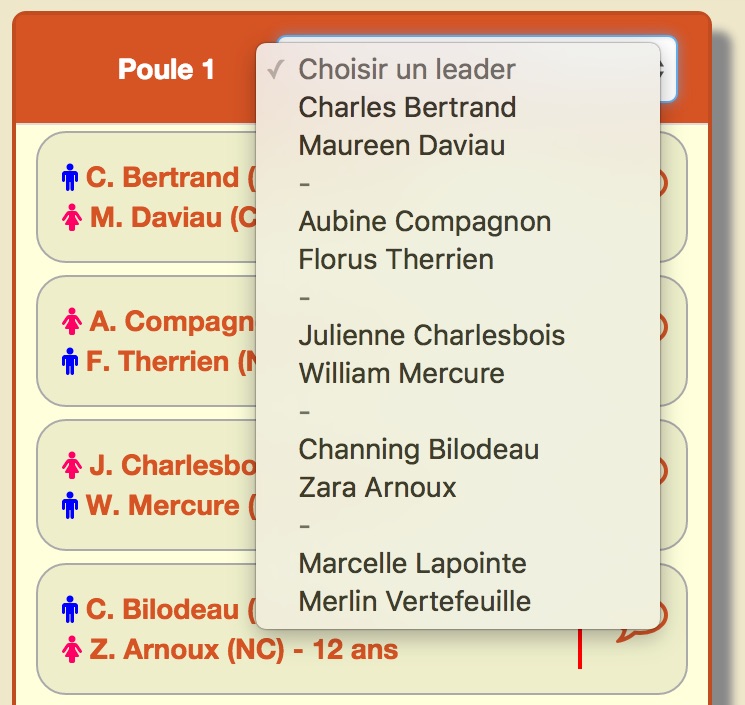 Poule 1
✓ Choisir un leader
Charles Bertrand
Maureen Daviau
-
Aubine Compagnon
Florus Therrien
-
Julienne Charlesbois
William Mercure
-
Channing Bilodeau
Zara Arnoux
-
Marcelle Lapointe
Merlin Vertefeuille
C. Bertrand (
M. Daviau (C
A. Compagn
F. Therrien (N
J. Charlesbo
W. Mercure (
C. Bilodeau (
Z. Arnoux (NC) - 12 ans